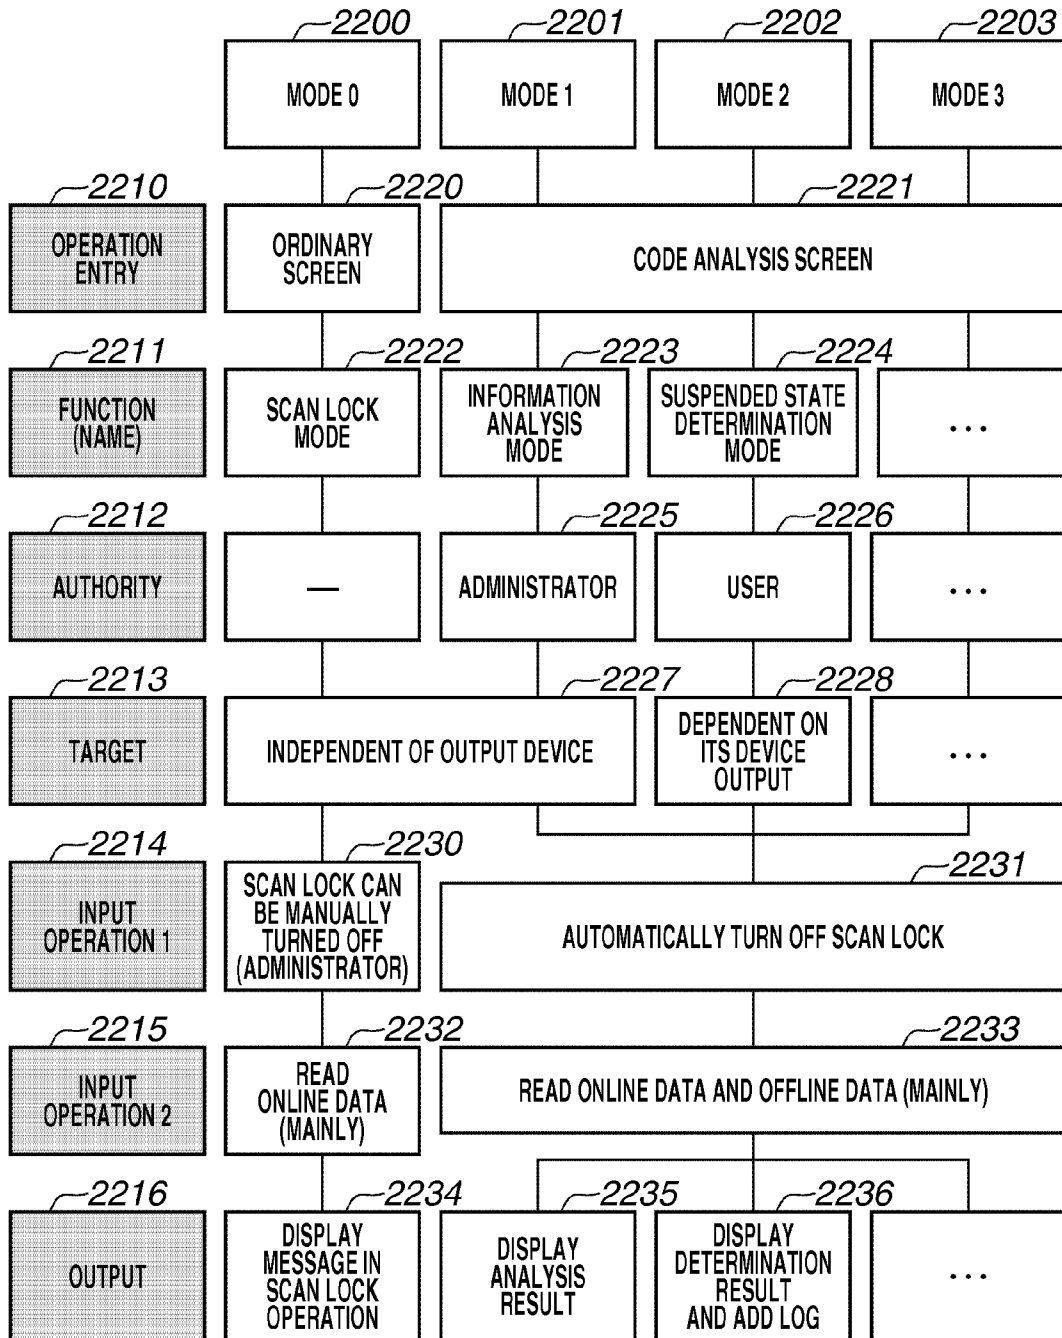 2200
2201
2202
2203
MODE 0
MODE 1
MODE 2
MODE 3
2210
2220
2221
OPERATION
ENTRY
ORDINARY
SCREEN
CODE ANALYSIS SCREEN
2211
2222
2223
2224
FUNCTION
(NAME)
SCAN LOCK
MODE
INFORMATION
ANALYSIS
MODE
SUSPENDED STATE
DETERMINATION
MODE
...
2212
2225
2226
AUTHORITY
—
ADMINISTRATOR
USER
...
2213
2227
2228
TARGET
INDEPENDENT OF OUTPUT DEVICE
DEPENDENT ON
ITS DEVICE
OUTPUT
...
2214
2230
2231
INPUT
OPERATION 1
SCAN LOCK CAN
BE MANUALLY
TURNED OFF
(ADMINISTRATOR)
AUTOMATICALLY TURN OFF SCAN LOCK
2215
2232
2233
INPUT
OPERATION 2
READ
ONLINE DATA
(MAINLY)
READ ONLINE DATA AND OFFLINE DATA (MAINLY)
2216
2234
2235
2236
OUTPUT
DISPLAY
MESSAGE IN
SCAN LOCK
OPERATION
DISPLAY
ANALYSIS
RESULT
DISPLAY
DETERMINATION
RESULT
AND ADD LOG
...